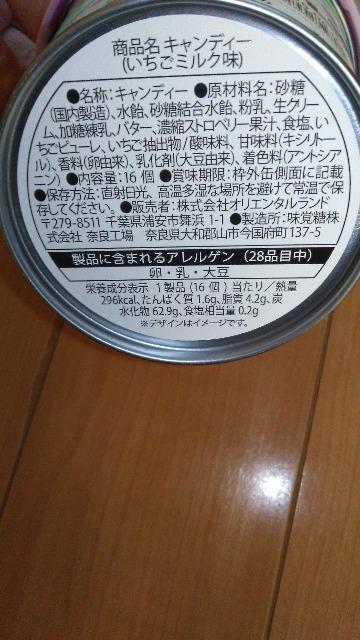 商品名 キャンディー
(いちごミルク味)
●名称:キャンディー ●原材料名:砂糖
(国内製造)、水飴、砂糖結合水飴、粉乳、生クリー
ム、加糖練乳、バター、濃縮ストロベリー果汁、食塩、い
ちごピューレ、いちご抽出物/酸味料、甘味料(キシリトー
ル)、香料(卵由来)、乳化剤(大豆由来)、着色料(アントシア
ニン) ●内容量:16個 ●賞味期限:枠外缶側面に記載
●保存方法:直射日光、高温多湿な場所を避けて常温で保
存してください。 ●販売者:株式会社オリエンタルランド
〒279-8511 千葉県浦安市舞浜 1-1 ●製造所:味覚糖株
式会社 奈良工場 奈良県大和郡山市今国府町137-5
製品に含まれるアレルゲン(28品目中)
卵・乳・大豆
栄養成分表示 1製品(16個)当たり/熱量
296kcal、たんぱく質 1.6g、脂質 4.2g、炭
水化物 62.9g、食塩相当量 0.2g
※デザインはイメージです。